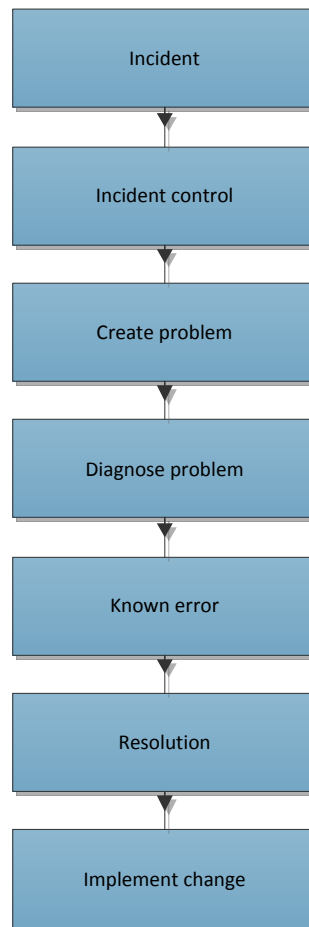 Incident
Incident control
Create problem
Diagnose problem
Known error
Resolution
Implement change